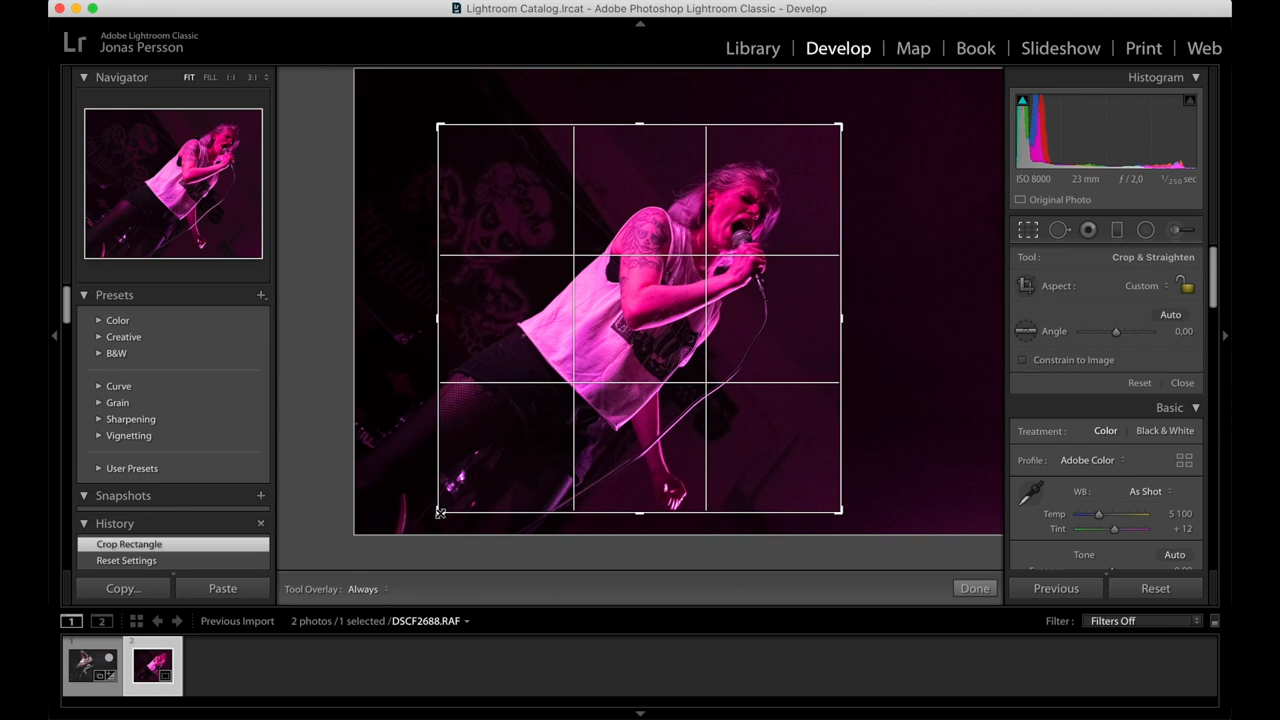 Lightroom Catalog.lrcat - Adobe Photoshop Lightroom Classic - Develop
Lr
Adobe Lightroom Classic
Jonas Persson
Library | Develop | Map | Book | Slideshow | Print | Web
Navigator FIT FILL 1:1 3:1
Presets
Color
Creative
B&W
Curve
Grain
Sharpening
Vignetting
User Presets
Snapshots
History
Crop Rectangle
Reset Settings
Copy... Paste
Tool Overlay: Always
Done
Histogram
ISO 8000 23 mm ƒ / 2,0 1/250 sec
Original Photo
Tool: Crop & Straighten
Aspect: Custom
Auto
Angle 0,00
Constrain to Image
Reset Close
Basic
Treatment: Color Black & White
Profile: Adobe Color
WB: As Shot
Temp 5 100
Tint + 12
Tone Auto
Previous Reset
1 2 Previous Import 2 photos / 1 selected / DSCF2688.RAF
Filter: Filters Off
1 2